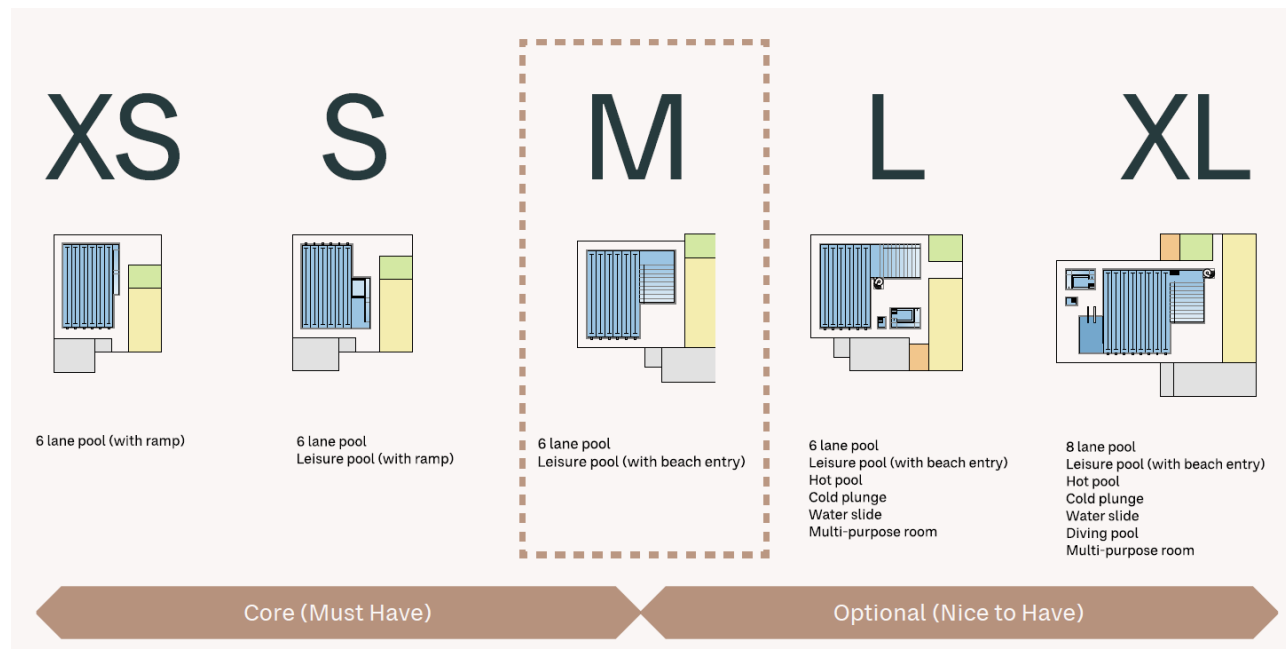 XS
S
M
L
XL
6 lane pool (with ramp)
6 lane pool
Leisure pool (with ramp)
6 lane pool
Leisure pool (with beach entry)
6 lane pool
Leisure pool (with beach entry)
Hot pool
Cold plunge
Water slide
Multi-purpose room
8 lane pool
Leisure pool (with beach entry)
Hot pool
Cold plunge
Water slide
Diving pool
Multi-purpose room
Core (Must Have)
Optional (Nice to Have)